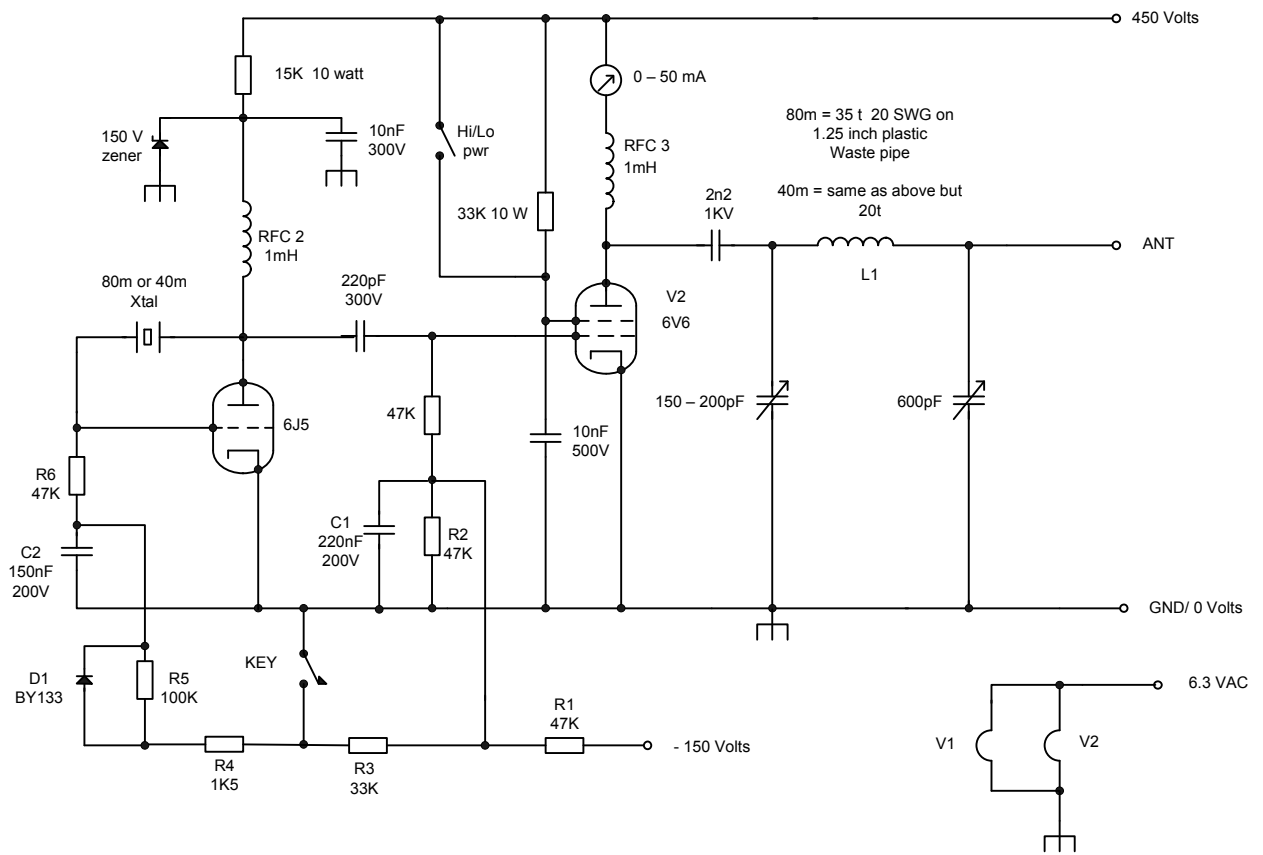 450 Volts
15K 10 watt
0 – 50 mA
150 V
zener
10nF
300V
Hi/Lo
pwr
RFC 3
1mH
80m = 35 t 20 SWG on
1.25 inch plastic
Waste pipe
40m = same as above but
20t
33K 10 W
2n2
1KV
RFC 2
1mH
ANT
L1
80m or 40m
Xtal
220pF
300V
V2
6V6
6J5
47K
150 – 200pF
600pF
10nF
500V
R6
47K
C1
220nF
200V
R2
47K
C2
150nF
200V
GND/ 0 Volts
KEY
D1
BY133
R5
100K
R1
47K
- 150 Volts
R4
1K5
R3
33K
6.3 VAC
V1
V2